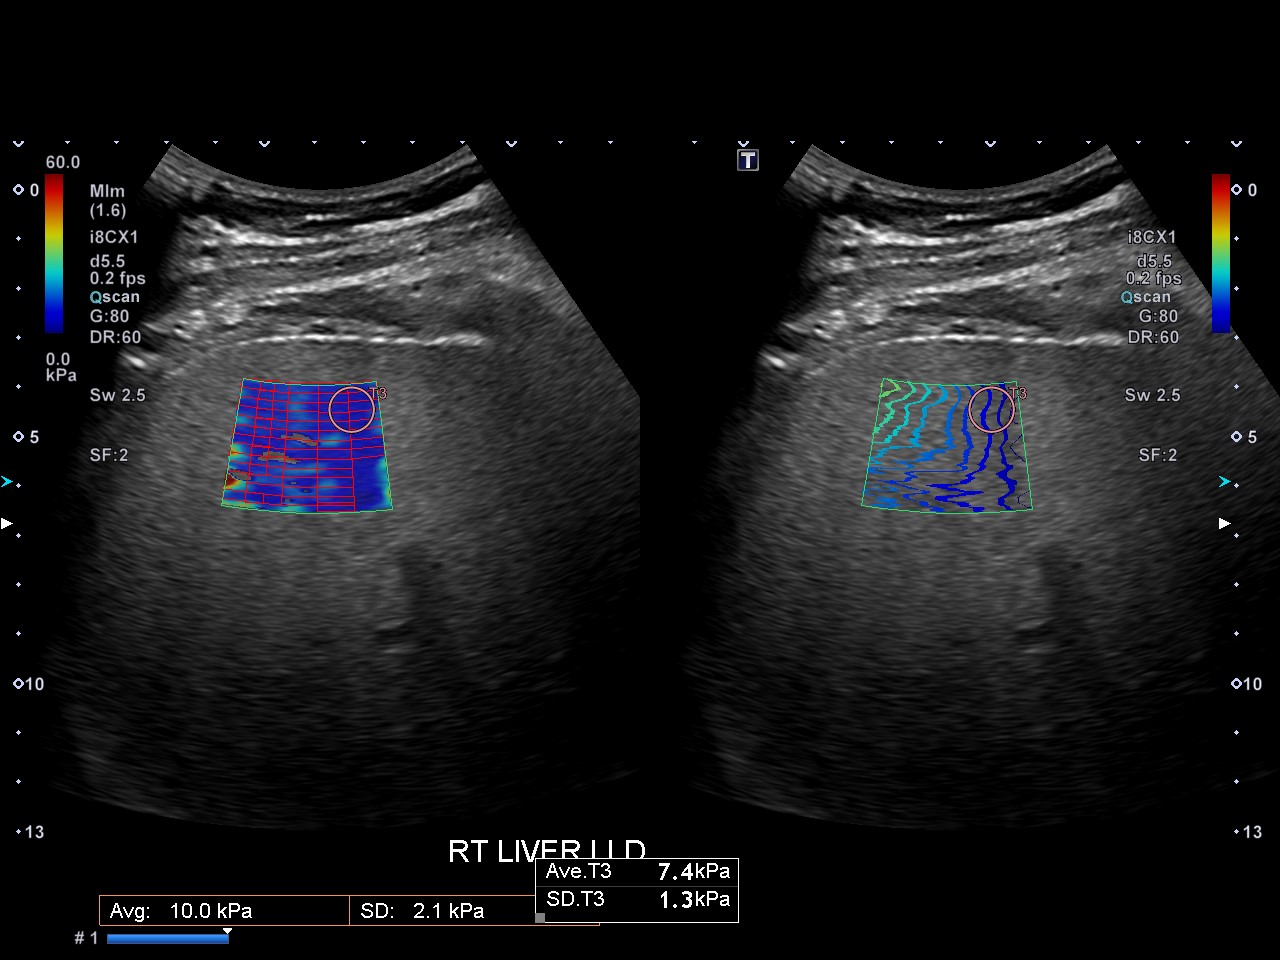 60.0
0
MIm
(1.6)
i8CX1
d5.5
0.2 fps
Qscan
G:80
DR:60
0.0
kPa
Sw 2.5
SF:2
5
10
13
T3
T
0
i8CX1
d5.5
0.2 fps
Qscan
G:80
DR:60
Sw 2.5
SF:2
5
10
13
T3
RT LIVER LLD
Ave.T3 7.4kPa
SD.T3 1.3kPa
Avg: 10.0 kPa SD: 2.1 kPa
# 1